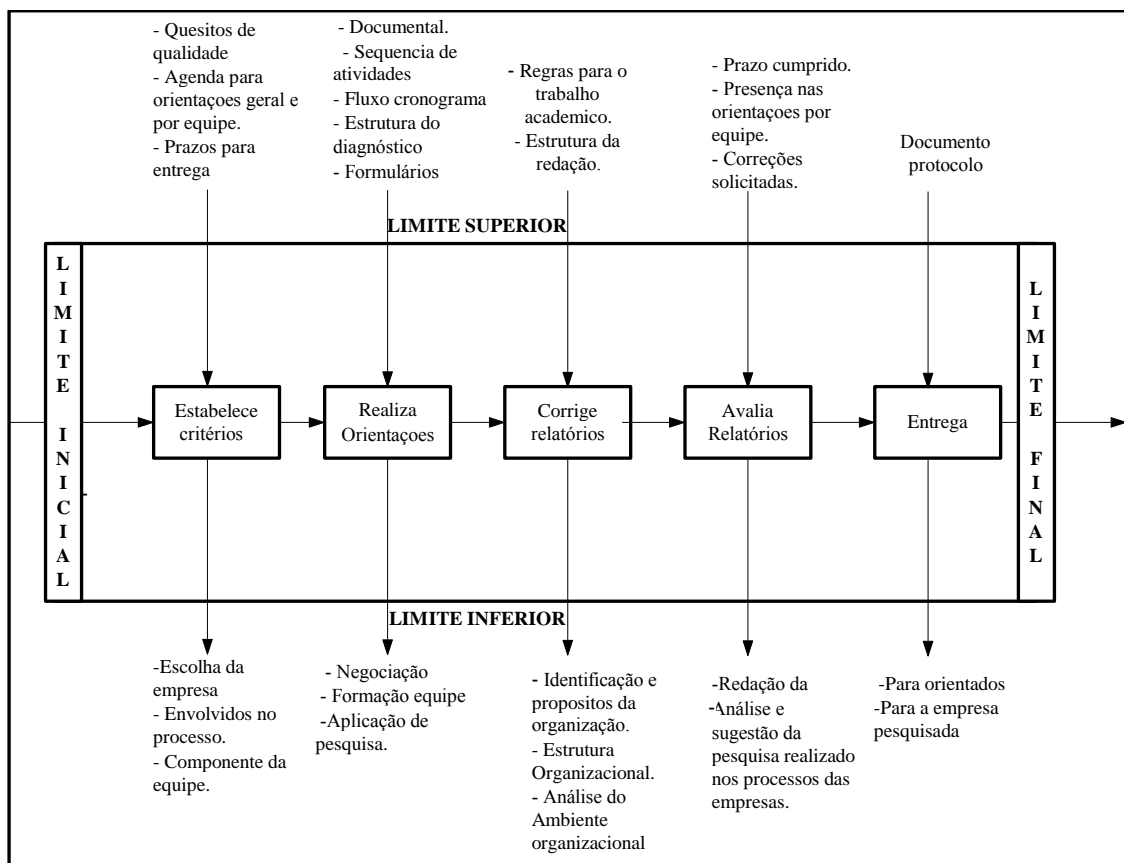 - Quesitos de
qualidade
- Agenda para
orientaçoes geral e
por equipe.
- Prazos para
entrega
- Documental.
- Sequencia de
atividades
- Fluxo cronograma
- Estrutura do
diagnóstico
- Formulários
- Regras para o
trabalho
academico.
- Estrutura da
redação.
- Prazo cumprido.
- Presença nas
orientaçoes por
equipe.
- Correções
solicitadas.
Documento
protocolo
LIMITE SUPERIOR
LIMITE INICIAL
Estabelece
critérios
Realiza
Orientaçoes
Corrige
relatórios
Avalia
Relatórios
Entrega
LIMITE FINAL
LIMITE INFERIOR
-Escolha da
empresa
- Envolvidos no
processo.
- Componente da
equipe.
- Negociação
- Formação equipe
-Aplicação de
pesquisa.
- Identificação e
propositos da
organização.
- Estrutura
Organizacional.
- Análise do
Ambiente
organizacional
-Redação da
-Análise e
sugestão da
pesquisa realizado
nos processos das
empresas.
-Para orientados
-Para a empresa
pesquisada